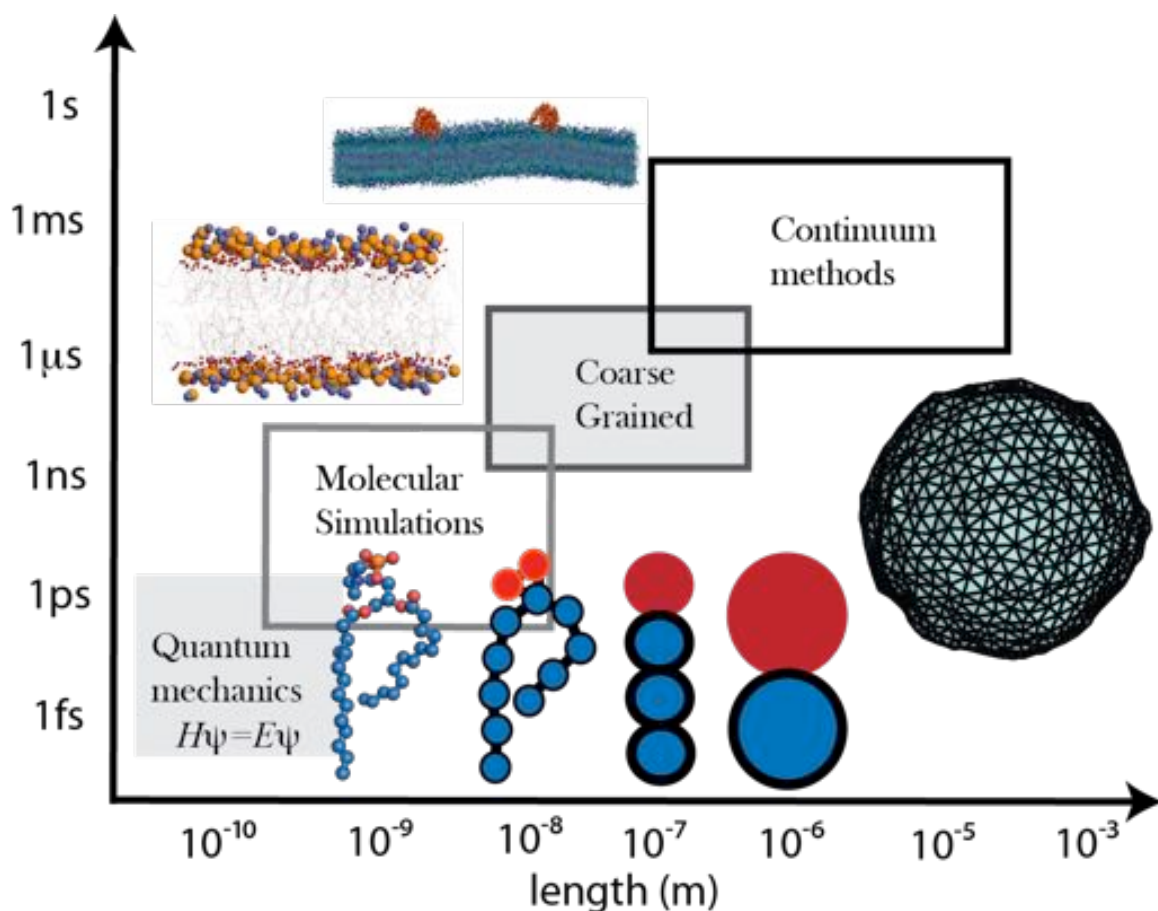 1s
1ms
1μs
1ns
1ps
1fs
Continuum
methods
Coarse
Grained
Molecular
Simulations
Quantum
mechanics
Hψ=Eψ
10⁻¹⁰
10⁻⁹
10⁻⁸
10⁻⁷
10⁻⁶
10⁻⁵
10⁻³
length (m)